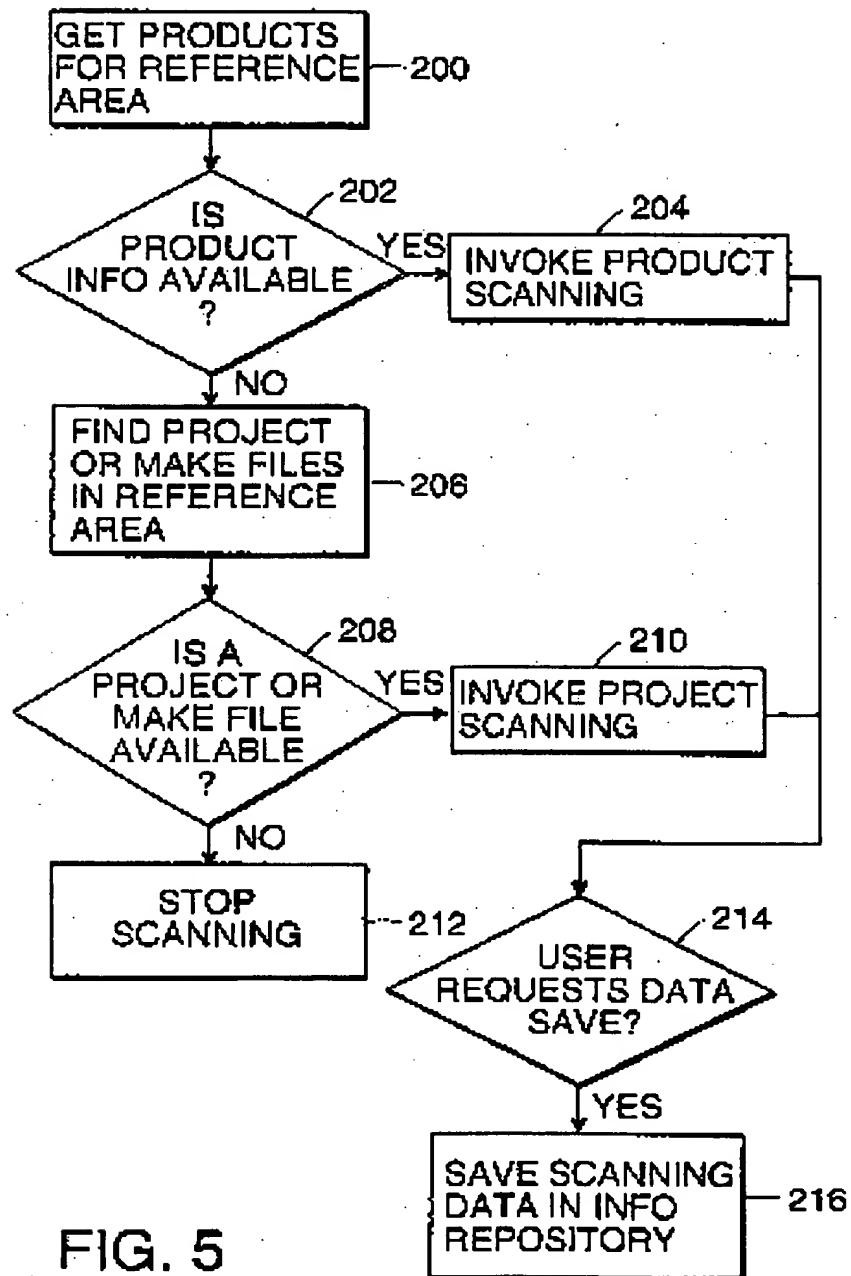 GET PRODUCTS
FOR REFERENCE
AREA
200
202
IS
PRODUCT
INFO AVAILABLE
?
YES
204
INVOKE PRODUCT
SCANNING
NO
FIND PROJECT
OR MAKE FILES
IN REFERENCE
AREA
206
208
IS A
PROJECT OR
MAKE FILE
AVAILABLE
?
YES
210
INVOKE PROJECT
SCANNING
NO
STOP
SCANNING
212
214
USER
REQUESTS DATA
SAVE?
YES
SAVE SCANNING
DATA IN INFO
REPOSITORY
216
FIG. 5